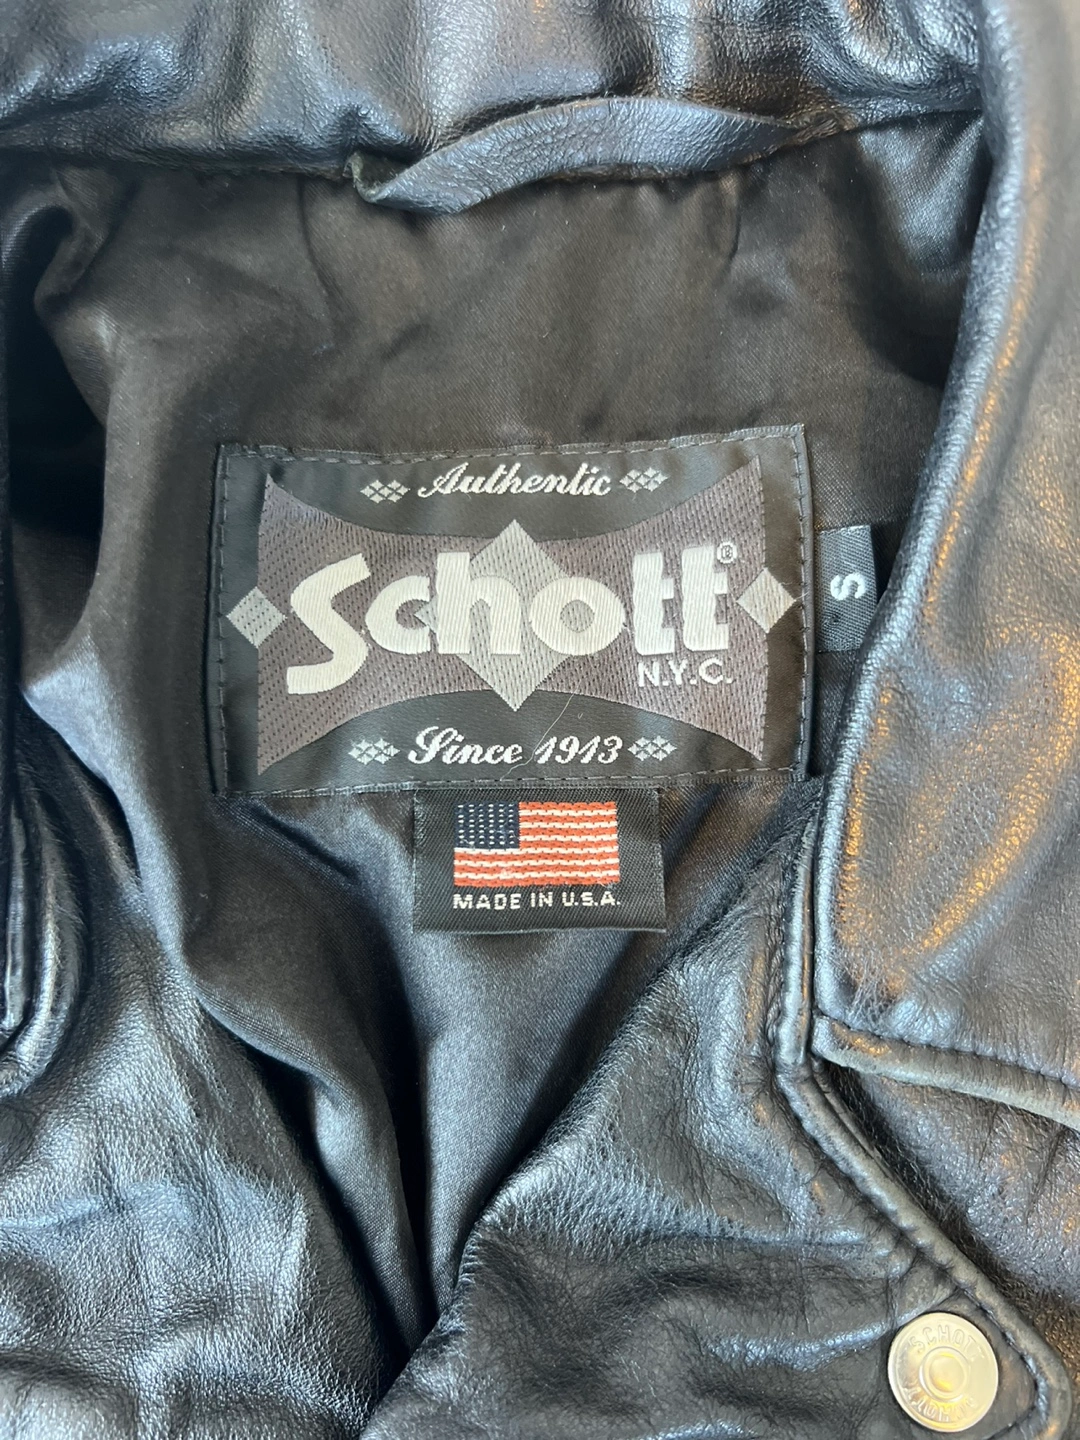 Authentic
Schott®
N.Y.C.
Since 1913
S
MADE IN U.S.A.
SCHOTT